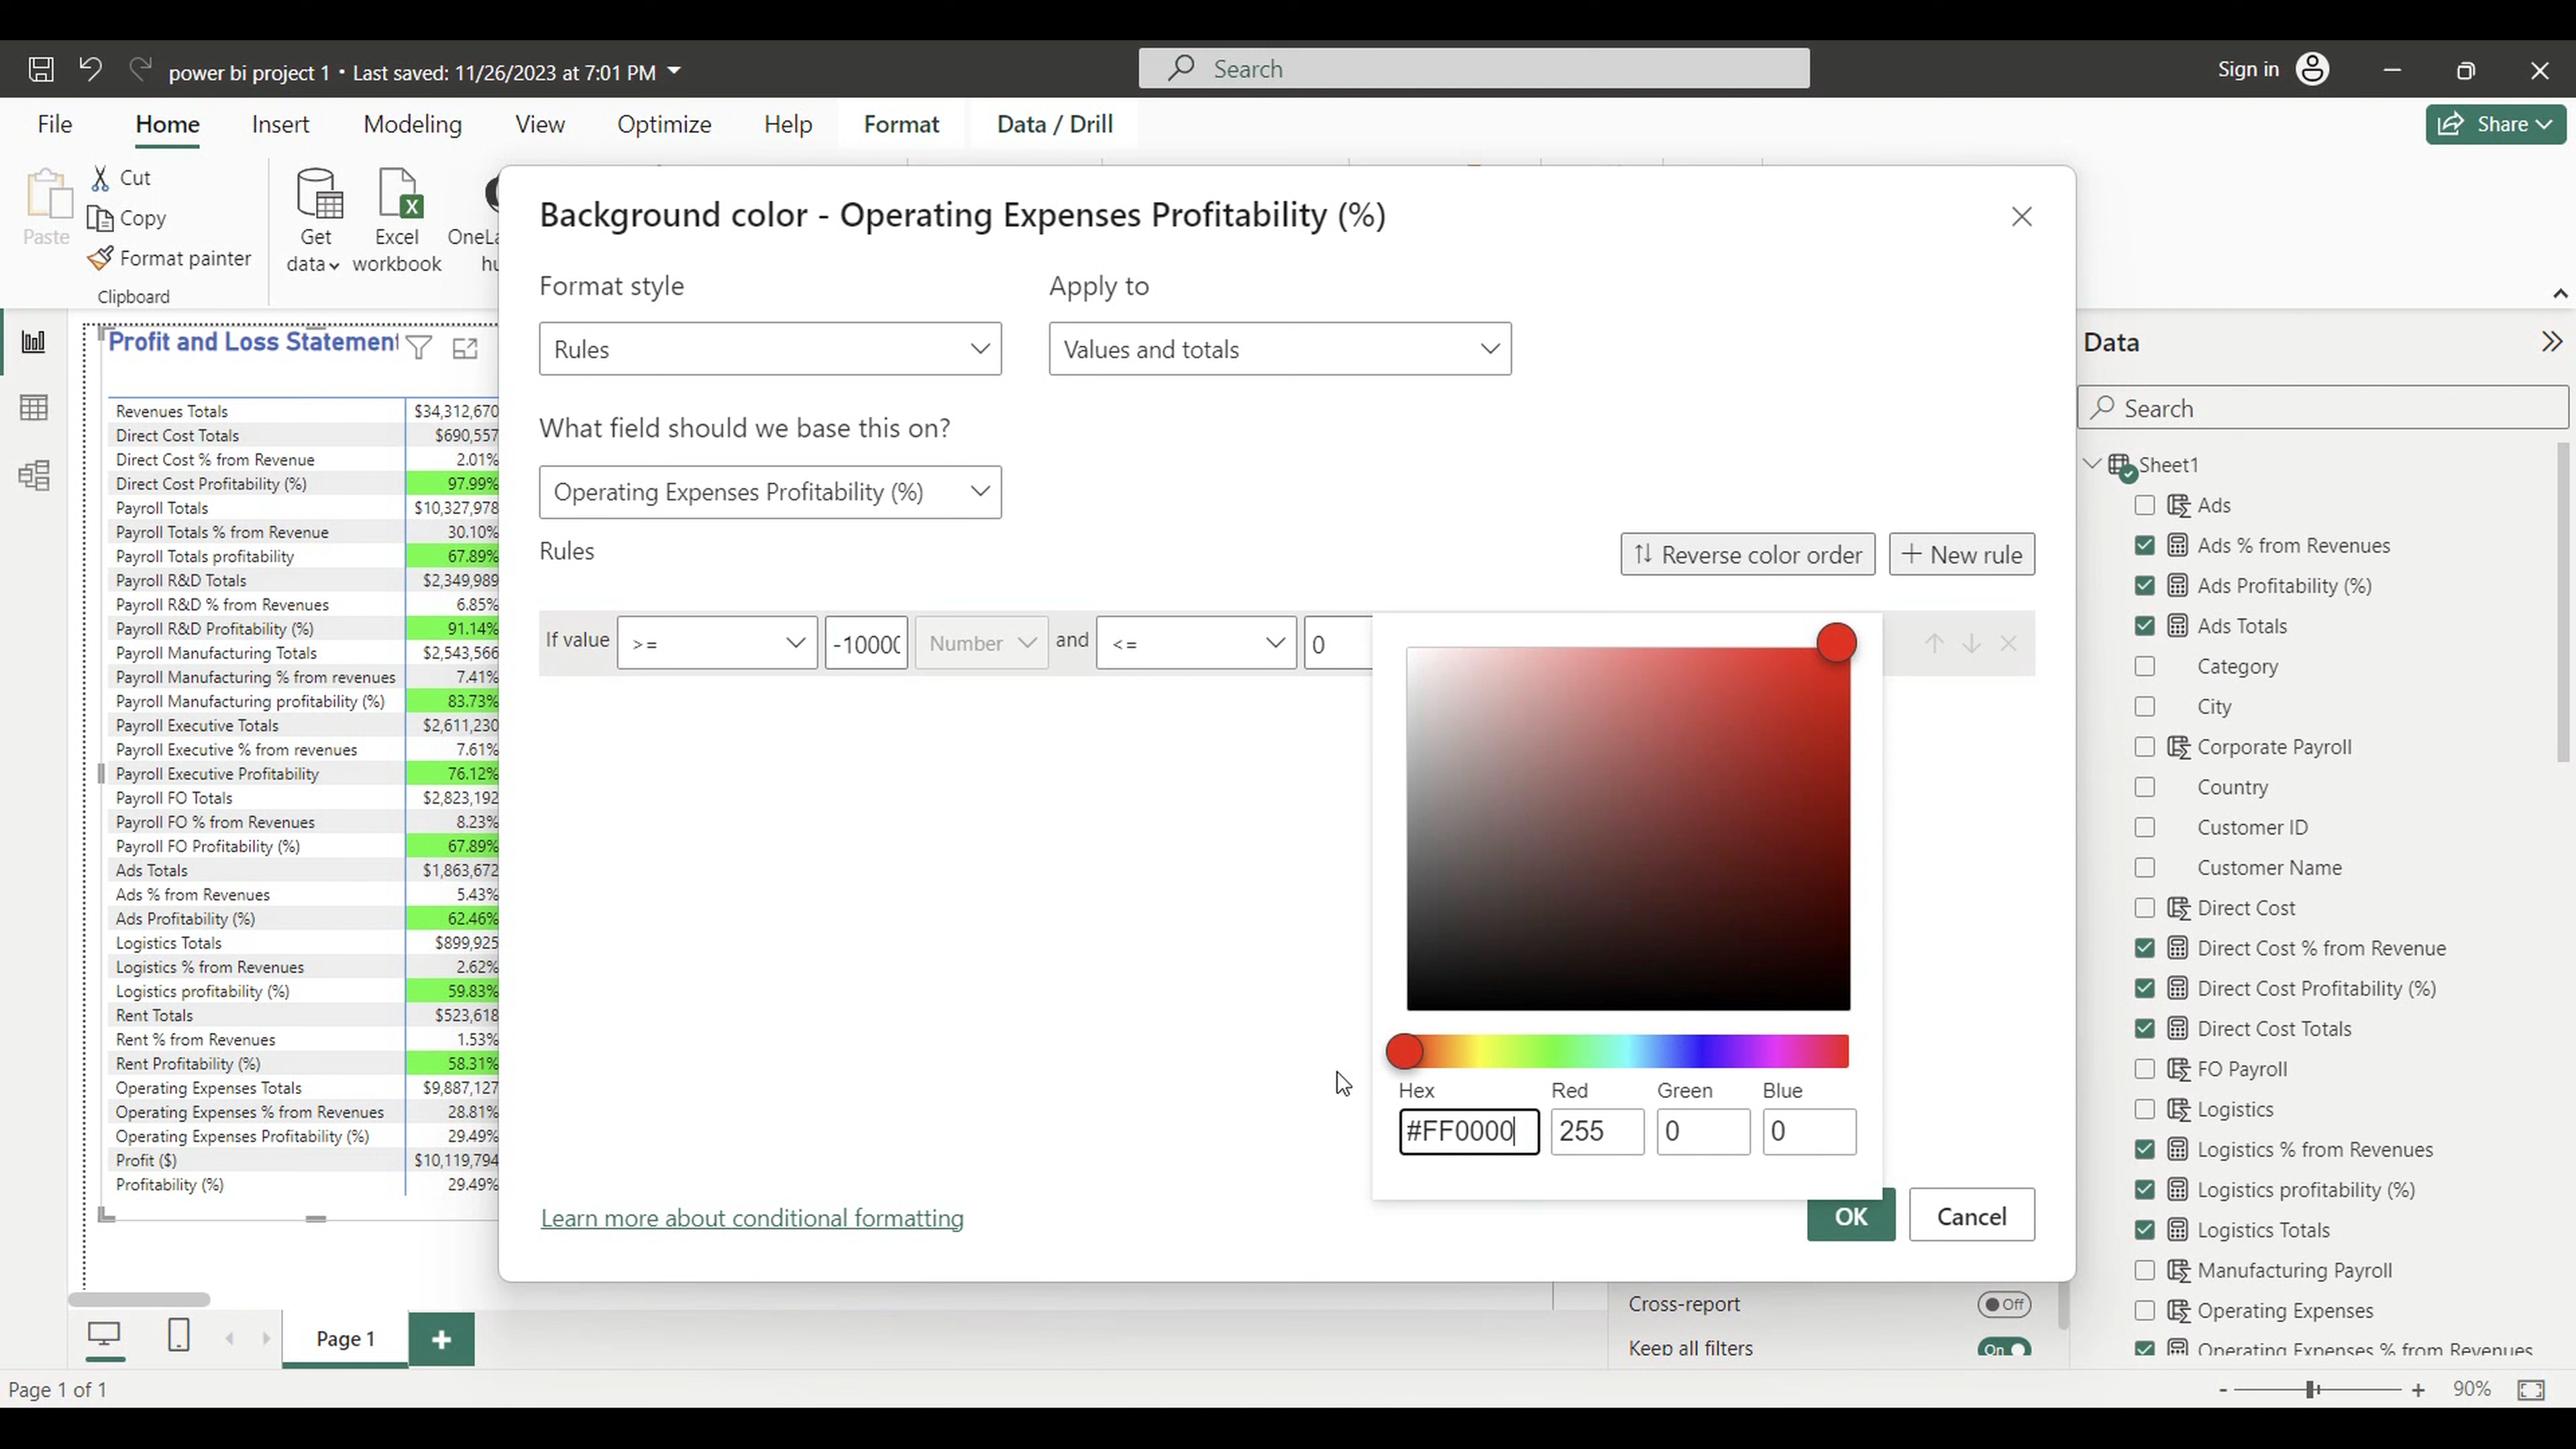 power bi project 1 • Last saved: 11/26/2023 at 7:01 PM
Search
Sign in
File
Home
Insert
Modeling
View
Optimize
Help
Format
Data / Drill
Share
Paste
Cut
Copy
Format painter
Clipboard
Get
data
Excel
workbook
Background color - Operating Expenses Profitability (%)
Format style
Apply to
Rules
Values and totals
What field should we base this on?
Operating Expenses Profitability (%)
Rules
Reverse color order
New rule
If value
>=
Number
and
<=
0
Hex
Red
Green
Blue
#FF0000
255
0
0
Learn more about conditional formatting
OK
Cancel
Profit and Loss Statement
Revenues Totals $34,312,670
Direct Cost Totals $690,557
Direct Cost % from Revenue 2.01%
Direct Cost Profitability (%) 97.99%
Payroll Totals $10,327,978
Payroll Totals % from Revenue 30.10%
Payroll Totals profitability 67.89%
Payroll R&D Totals $2,349,989
Payroll R&D % from Revenues 6.85%
Payroll R&D Profitability (%) 91.14%
Payroll Manufacturing Totals $2,543,566
Payroll Manufacturing % from revenues 7.41%
Payroll Manufacturing profitability (%) 83.73%
Payroll Executive Totals $2,611,230
Payroll Executive % from revenues 7.61%
Payroll Executive Profitability 76.12%
Payroll FO Totals $2,823,192
Payroll FO % from Revenues 8.23%
Payroll FO Profitability (%) 67.89%
Ads Totals $1,863,672
Ads % from Revenues 5.43%
Ads Profitability (%) 62.46%
Logistics Totals $899,925
Logistics % from Revenues 2.62%
Logistics profitability (%) 59.83%
Rent Totals $523,618
Rent % from Revenues 1.53%
Rent Profitability (%) 58.31%
Operating Expenses Totals $9,887,127
Operating Expenses % from Revenues 28.81%
Operating Expenses Profitability (%) 29.49%
Profit ($) $10,119,794
Profitability (%) 29.49%
Data
Search
Sheet1
Ads
Ads % from Revenues
Ads Profitability (%)
Ads Totals
Category
City
Corporate Payroll
Country
Customer ID
Customer Name
Direct Cost
Direct Cost % from Revenue
Direct Cost Profitability (%)
Direct Cost Totals
FO Payroll
Logistics
Logistics % from Revenues
Logistics profitability (%)
Logistics Totals
Manufacturing Payroll
Operating Expenses
Operating Expenses % from Revenues
Cross-report
Off
Keep all filters
On
Page 1
Page 1 of 1
90%